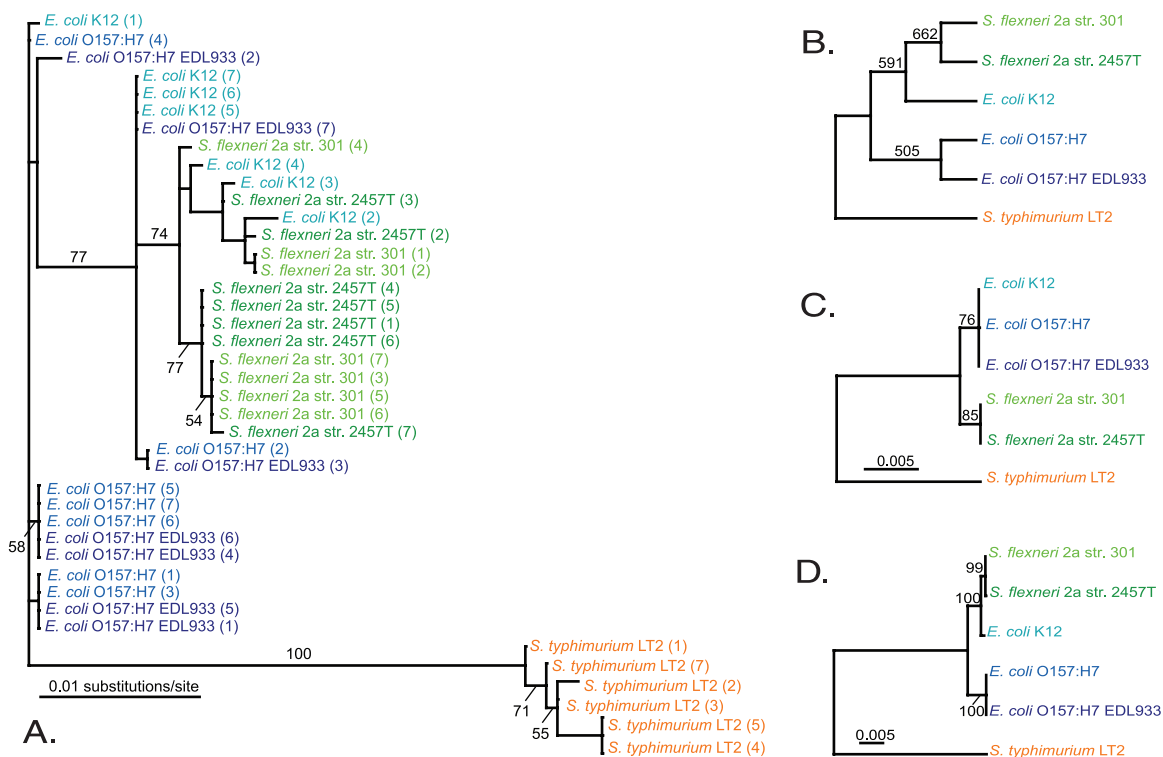 E. coli K12 (1)
E. coli O157:H7 (4)
E. coli O157:H7 EDL933 (2)
E. coli K12 (7)
E. coli K12 (6)
E. coli K12 (5)
E. coli O157:H7 EDL933 (7)
S. flexneri 2a str. 301 (4)
E. coli K12 (4)
E. coli K12 (3)
S. flexneri 2a str. 2457T (3)
E. coli K12 (2)
S. flexneri 2a str. 2457T (2)
S. flexneri 2a str. 301 (1)
S. flexneri 2a str. 301 (2)
74
77
S. flexneri 2a str. 2457T (4)
S. flexneri 2a str. 2457T (5)
S. flexneri 2a str. 2457T (1)
S. flexneri 2a str. 2457T (6)
77
S. flexneri 2a str. 301 (7)
S. flexneri 2a str. 301 (3)
S. flexneri 2a str. 301 (5)
S. flexneri 2a str. 301 (6)
54
S. flexneri 2a str. 2457T (7)
E. coli O157:H7 (2)
E. coli O157:H7 EDL933 (3)
E. coli O157:H7 (5)
E. coli O157:H7 (7)
E. coli O157:H7 (6)
E. coli O157:H7 EDL933 (6)
58
E. coli O157:H7 EDL933 (4)
E. coli O157:H7 (1)
E. coli O157:H7 (3)
E. coli O157:H7 EDL933 (5)
E. coli O157:H7 EDL933 (1)
100
S. typhimurium LT2 (1)
S. typhimurium LT2 (7)
S. typhimurium LT2 (2)
71
S. typhimurium LT2 (3)
55
S. typhimurium LT2 (5)
S. typhimurium LT2 (4)
0.01 substitutions/site
A.
B.
S. flexneri 2a str. 301
662
S. flexneri 2a str. 2457T
591
E. coli K12
E. coli O157:H7
505
E. coli O157:H7 EDL933
S. typhimurium LT2
C.
E. coli K12
76
E. coli O157:H7
E. coli O157:H7 EDL933
S. flexneri 2a str. 301
85
S. flexneri 2a str. 2457T
0.005
S. typhimurium LT2
D.
S. flexneri 2a str. 301
99
S. flexneri 2a str. 2457T
100
E. coli K12
E. coli O157:H7
100
E. coli O157:H7 EDL933
0.005
S. typhimurium LT2